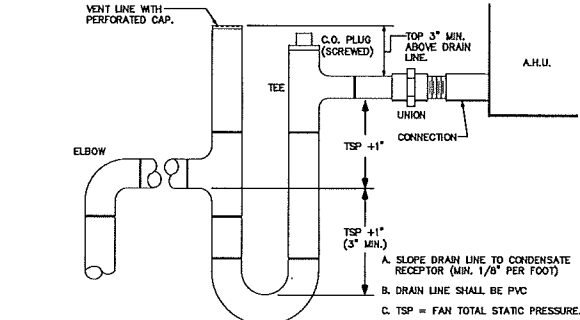 VENT LINE WITH
PERFORATED CAP.
C.O. PLUG
(SCREWED)
TOP 3" MIN.
ABOVE DRAIN
LINE.
A.H.U.
TEE
UNION
CONNECTION
TSP +1"
ELBOW
TSP +1"
(3" MIN.)
A. SLOPE DRAIN LINE TO CONDENSATE
RECEPTOR (MIN. 1/8" PER FOOT)
B. DRAIN LINE SHALL BE PVC
C. TSP = FAN TOTAL STATIC PRESSURE.